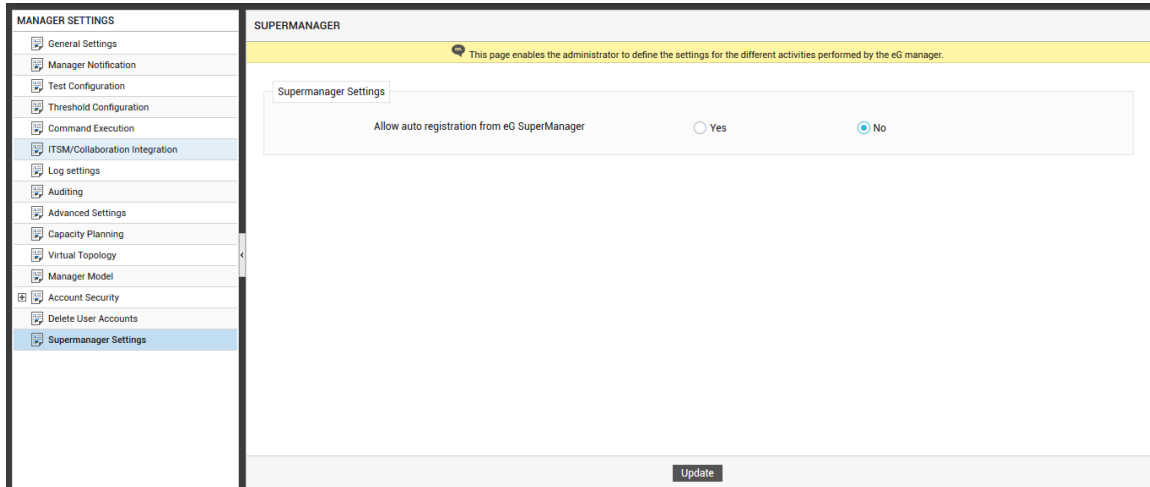 MANAGER SETTINGS
General Settings
Manager Notification
Test Configuration
Threshold Configuration
Command Execution
ITSM/Collaboration Integration
Log settings
Auditing
Advanced Settings
Capacity Planning
Virtual Topology
Manager Model
Account Security
Delete User Accounts
Supermanager Settings
SUPERMANAGER
This page enables the administrator to define the settings for the different activities performed by the eG manager.
Supermanager Settings
Allow auto registration from eG SuperManager Yes No
Update